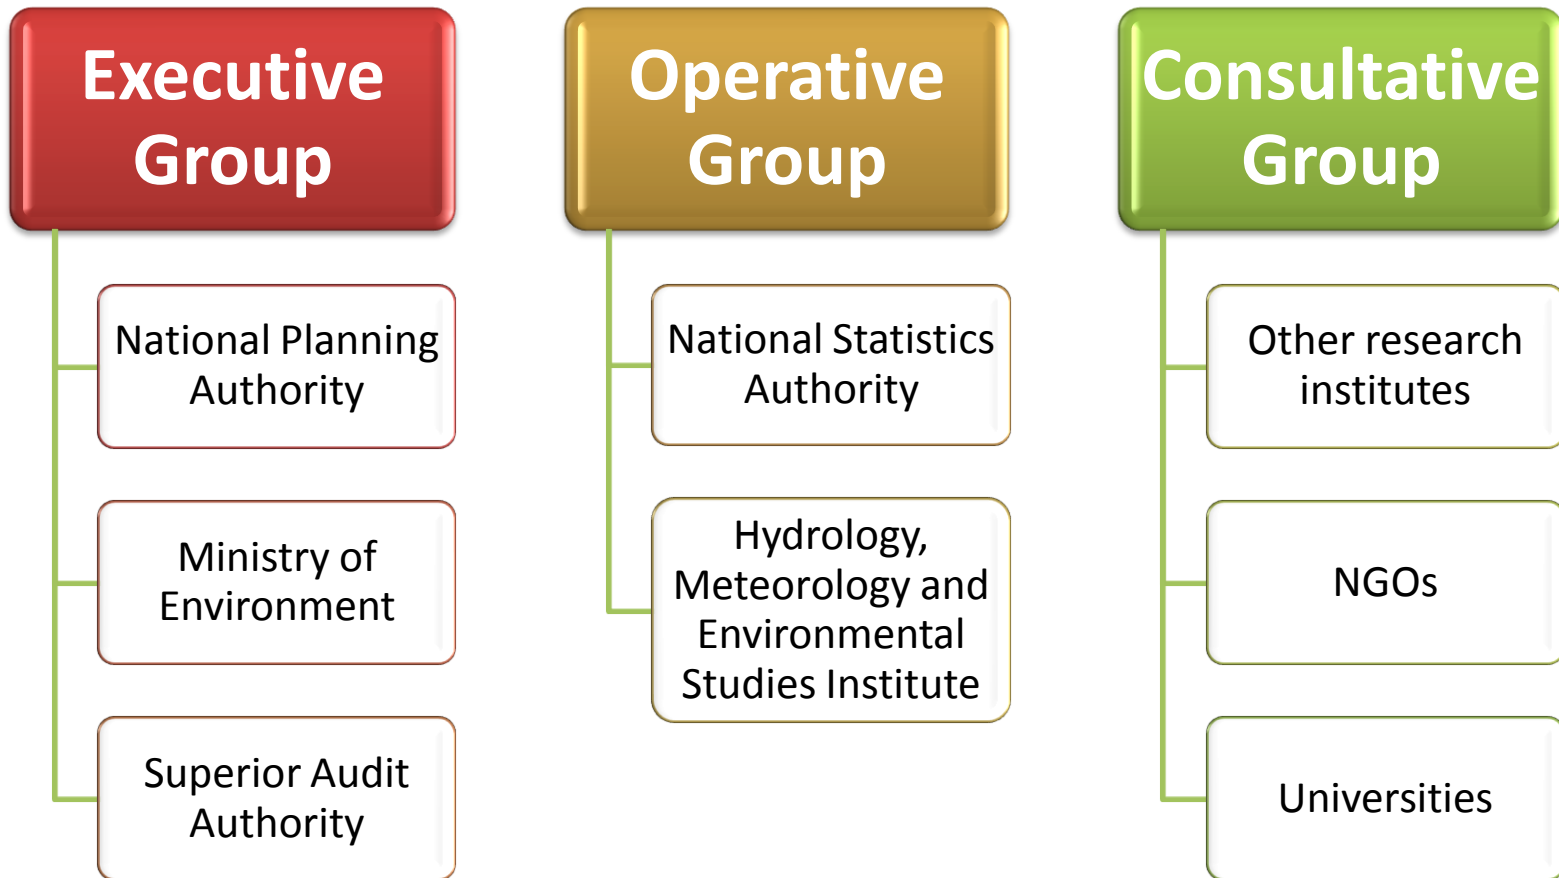 Executive
Group
National Planning
Authority
Ministry of
Environment
Superior Audit
Authority
Operative
Group
National Statistics
Authority
Hydrology,
Meteorology and
Environmental
Studies Institute
Consultative
Group
Other research
institutes
NGOs
Universities